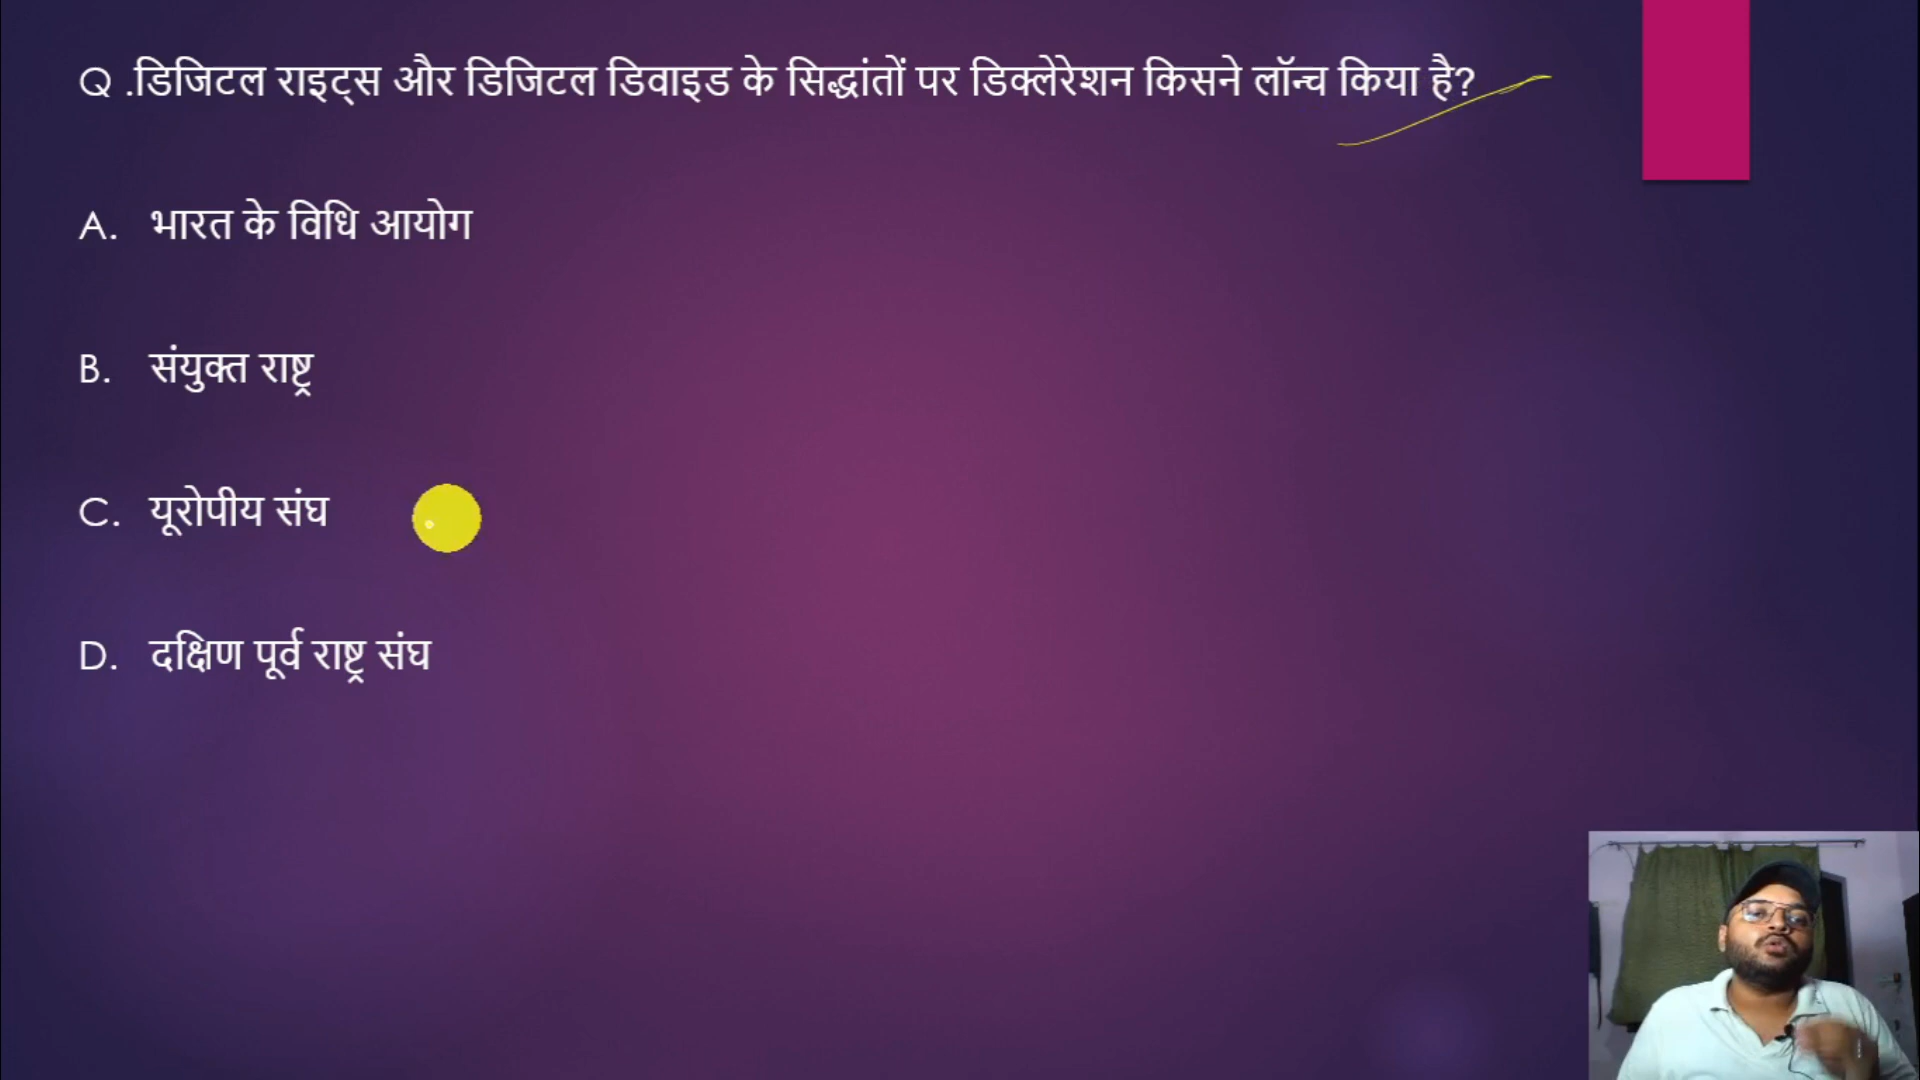 Q .डिजिटल राइट्स और डिजिटल डिवाइड के सिद्धांतों पर डिक्लेरेशन किसने लॉन्च किया है?
A. भारत के विधि आयोग
B. संयुक्त राष्ट्र
C. यूरोपीय संघ
D. दक्षिण पूर्व राष्ट्र संघ